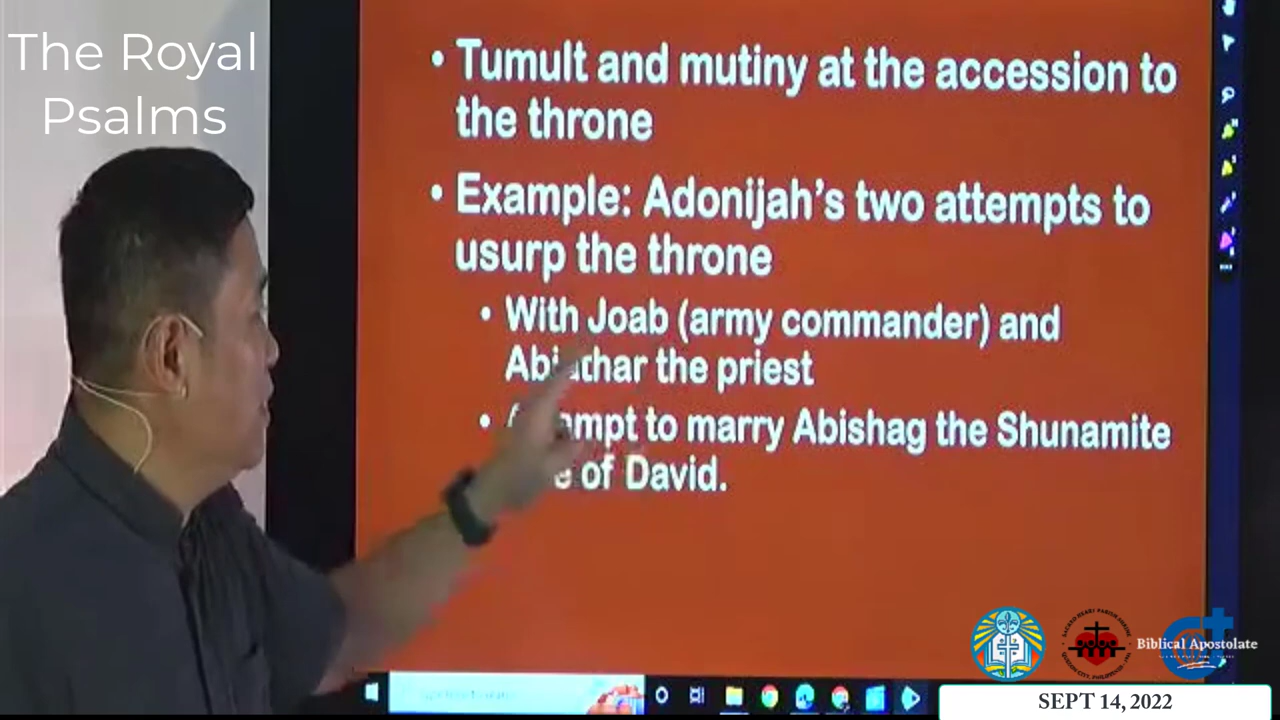 The Royal
Psalms
• Tumult and mutiny at the accession to
the throne
• Example: Adonijah's two attempts to
usurp the throne
• With Joab (army commander) and
Abiathar the priest
• to marry Abishag the Shunamite
of David.
Biblical Apostolate
SEPT 14, 2022